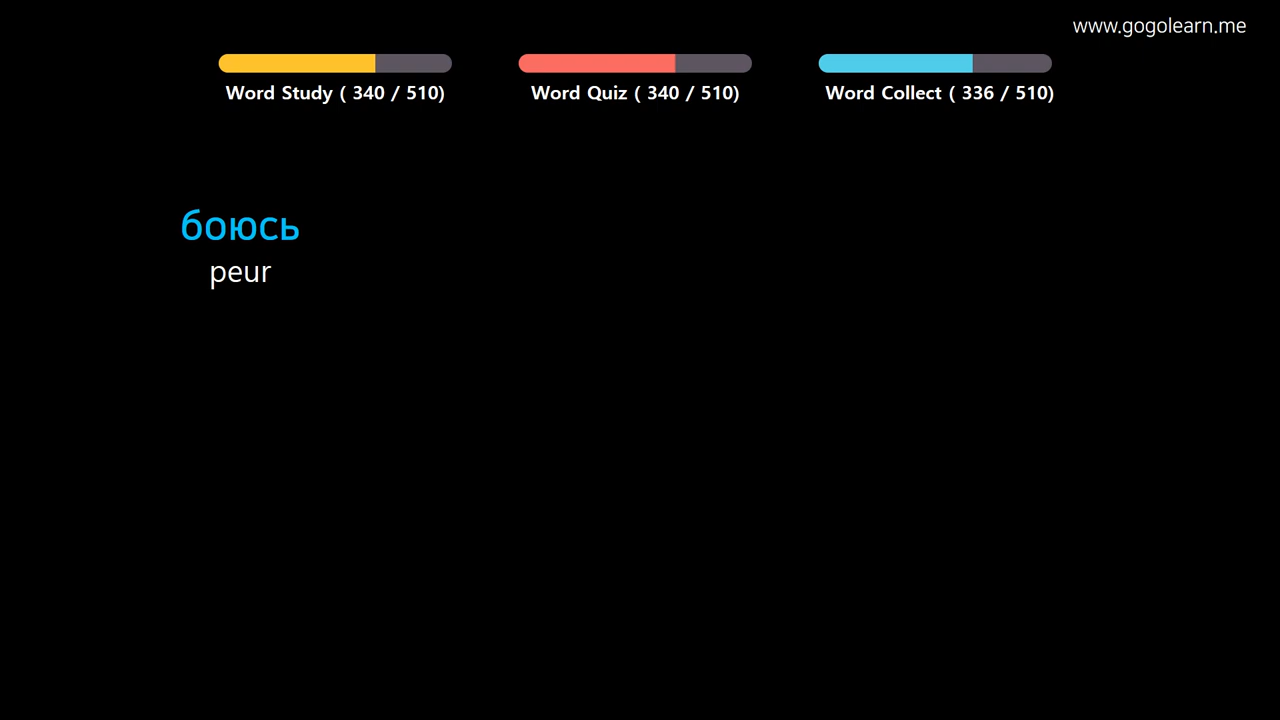 www.gogolearn.me
Word Study ( 340 / 510)
Word Quiz ( 340 / 510)
Word Collect ( 336 / 510)
боюсь
peur